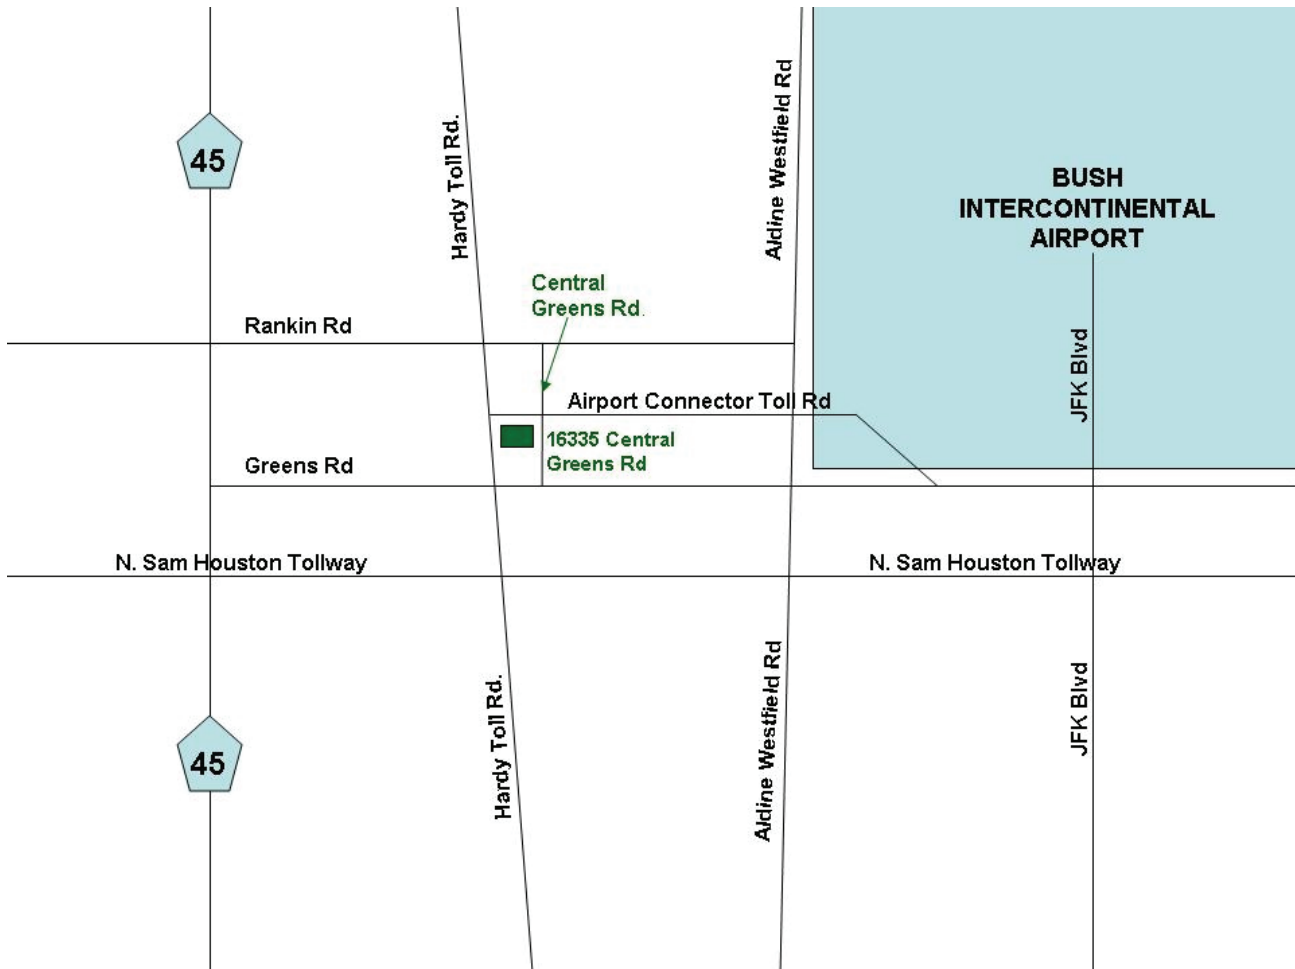 45
Hardy Toll Rd.
Aldine Westfield Rd
BUSH
INTERCONTINENTAL
AIRPORT
Central
Greens Rd.
Rankin Rd
JFK Blvd
Airport Connector Toll Rd
16335 Central
Greens Rd
Greens Rd
N. Sam Houston Tollway
N. Sam Houston Tollway
Hardy Toll Rd.
Aldine Westfield Rd
JFK Blvd
45